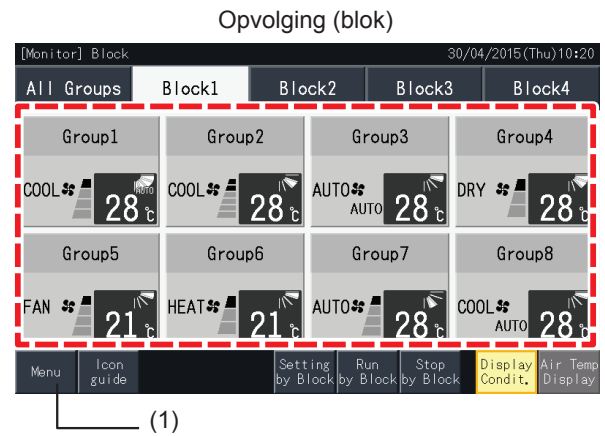 Opvolging (blok)
[Monitor] Block 30/04/2015(Thu)10:20
All Groups Block1 Block2 Block3 Block4
Group1 Group2 Group3 Group4
COOL AUTO 28 ℃ COOL 28 ℃ AUTO AUTO 28 ℃ DRY 28 ℃
Group5 Group6 Group7 Group8
FAN 21 ℃ HEAT 21 ℃ AUTO 28 ℃ COOL AUTO 28 ℃
Menu Icon guide Setting by Block Run by Block Stop by Block Display Condit. Air Temp Display
(1)